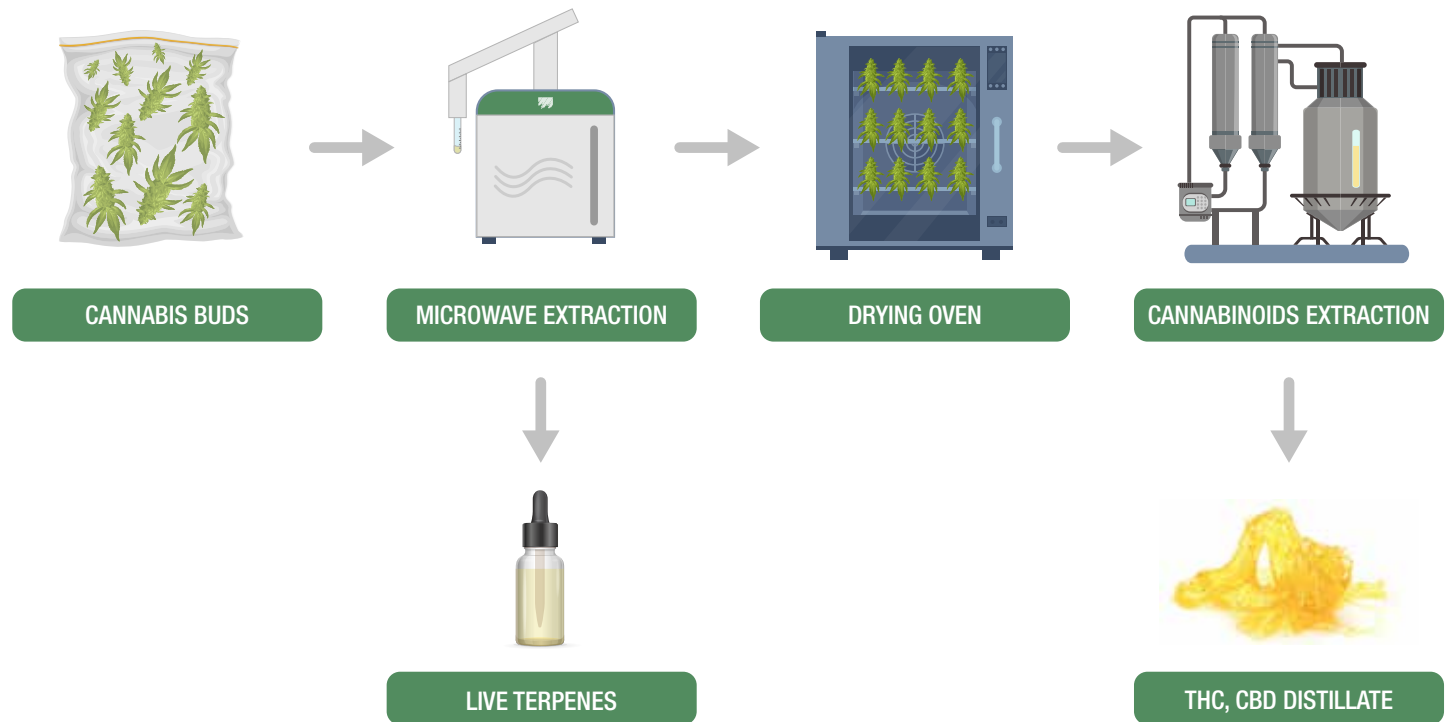 CANNABIS BUDS
MICROWAVE EXTRACTION
DRYING OVEN
CANNABINOIDS EXTRACTION
LIVE TERPENES
THC, CBD DISTILLATE